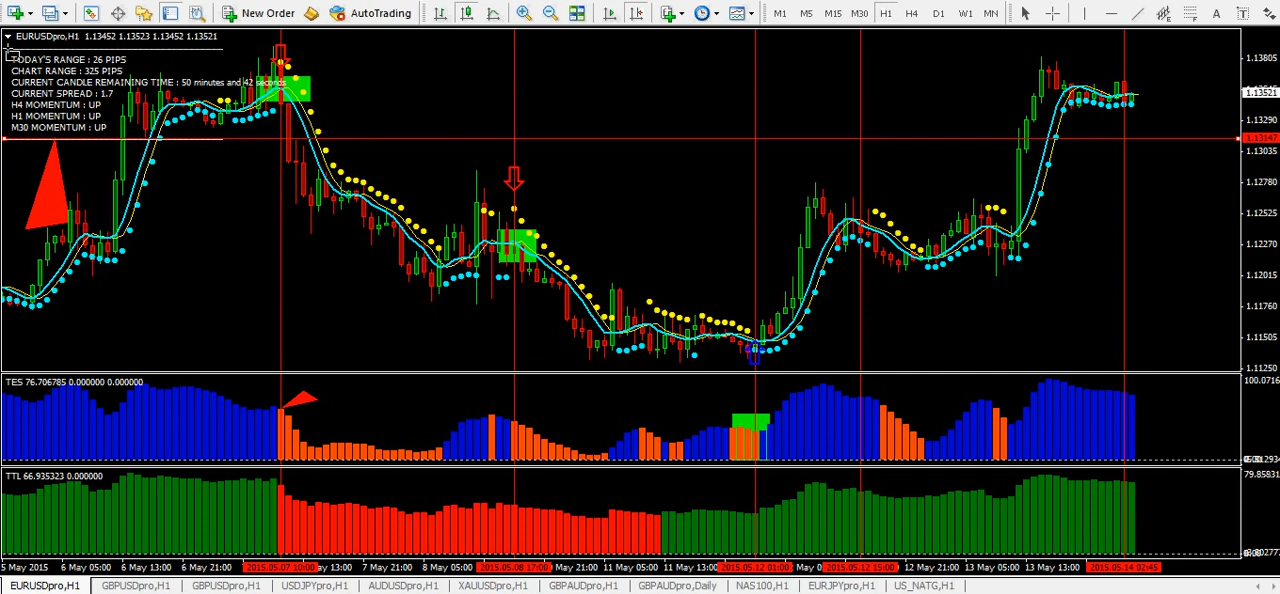 New Order AutoTrading M1 M5 M15 M30 H1 H4 D1 W1 MN A T
EURUSDpro,H1 1.13452 1.13523 1.13452 1.13521
TODAY'S RANGE : 26 PIPS
CHART RANGE : 325 PIPS
CURRENT CANDLE REMAINING TIME : 50 minutes and 42 seconds
CURRENT SPREAD : 1.7
H4 MOMENTUM : UP
H1 MOMENTUM : UP
M30 MOMENTUM : UP
1.13805
1.13521
1.13290
1.13147
1.13035
1.12780
1.12525
1.12270
1.12015
1.11760
1.11505
1.11250
TES 76.706785 0.000000 0.000000
100.0716
TTL 66.935323 0.000000
79.85831
5 May 2015 6 May 05:00 6 May 13:00 6 May 21:00 2015.05.07 10:00 13:00 7 May 21:00 8 May 05:00 2015.05.08 17:00 11 May 05:00 11 May 13:00 2015.05.12 01:00 2015.05.12 15:00 12 May 21:00 13 May 05:00 13 May 13:00 2015.05.14 02:45
EURUSDpro,H1 GBPUSDpro,H1 GBPUSDpro,H1 USDJPYpro,H1 AUDUSDpro,H1 XAUUSDpro,H1 GBPAUDpro,H1 GBPAUDpro,Daily NAS100,H1 EURJPYpro,H1 US_NATG,H1